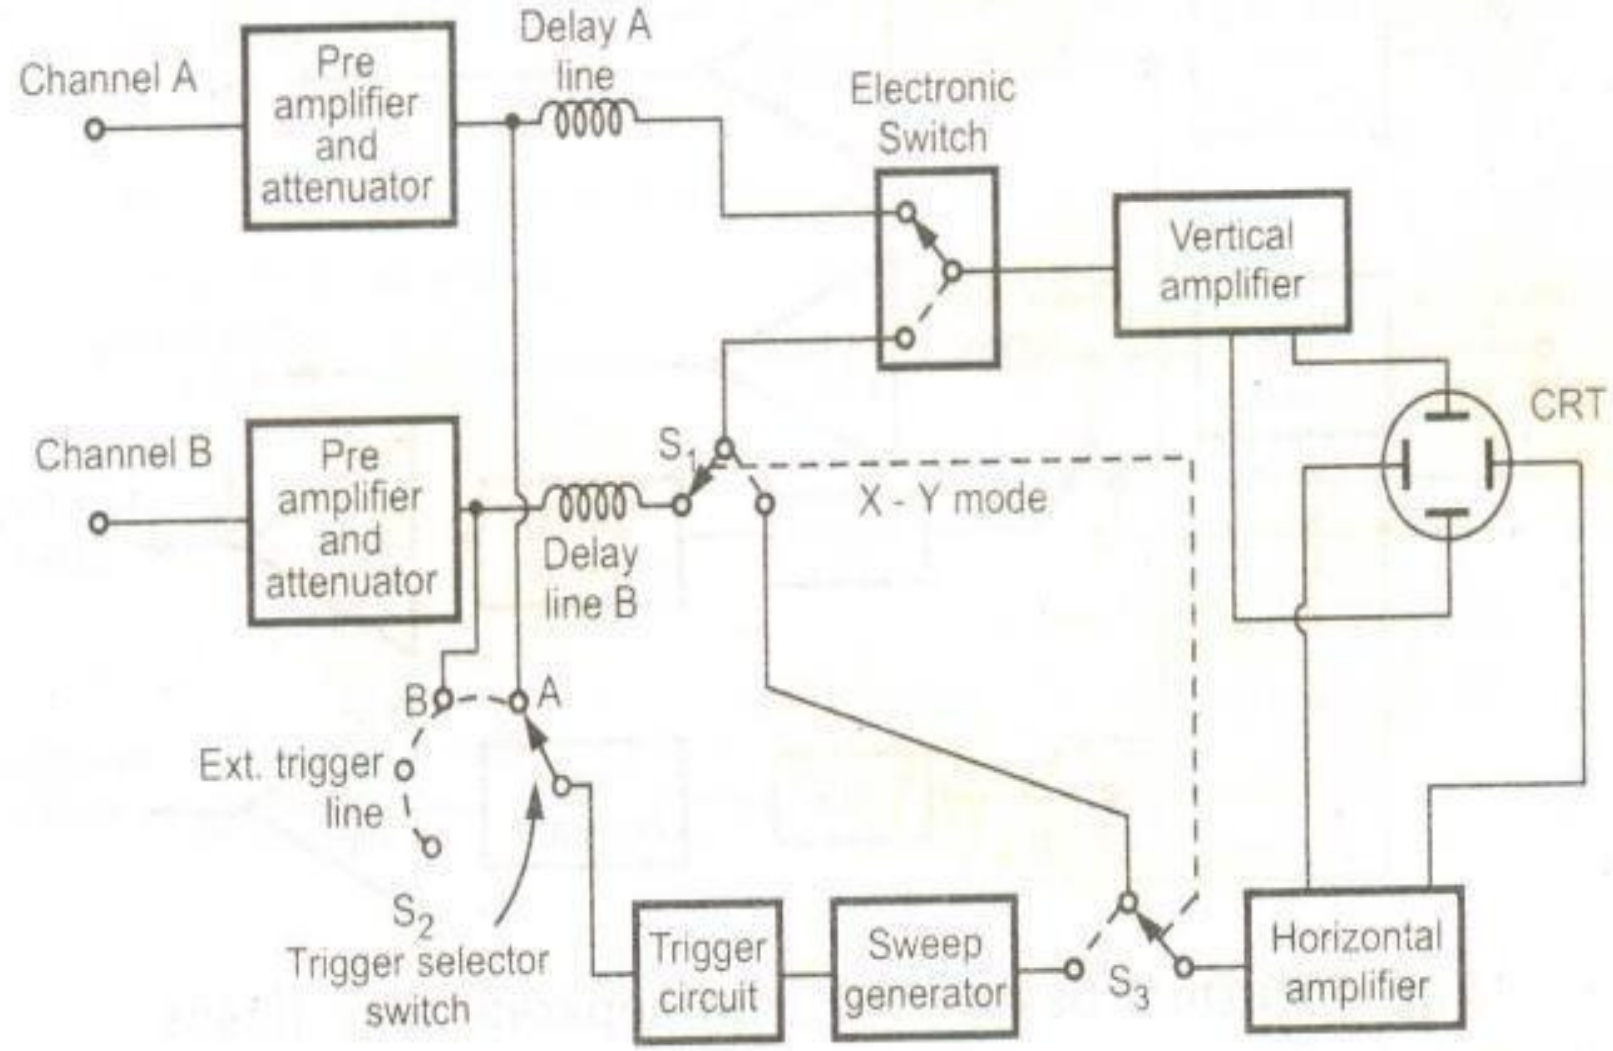 Delay A
line
Channel A
Pre
amplifier
and
attenuator
Electronic
Switch
Vertical
amplifier
CRT
Channel B
Pre
amplifier
and
attenuator
S1
X - Y mode
Delay
line B
B
A
Ext. trigger
line
S2
Trigger selector
switch
Trigger
circuit
Sweep
generator
S3
Horizontal
amplifier